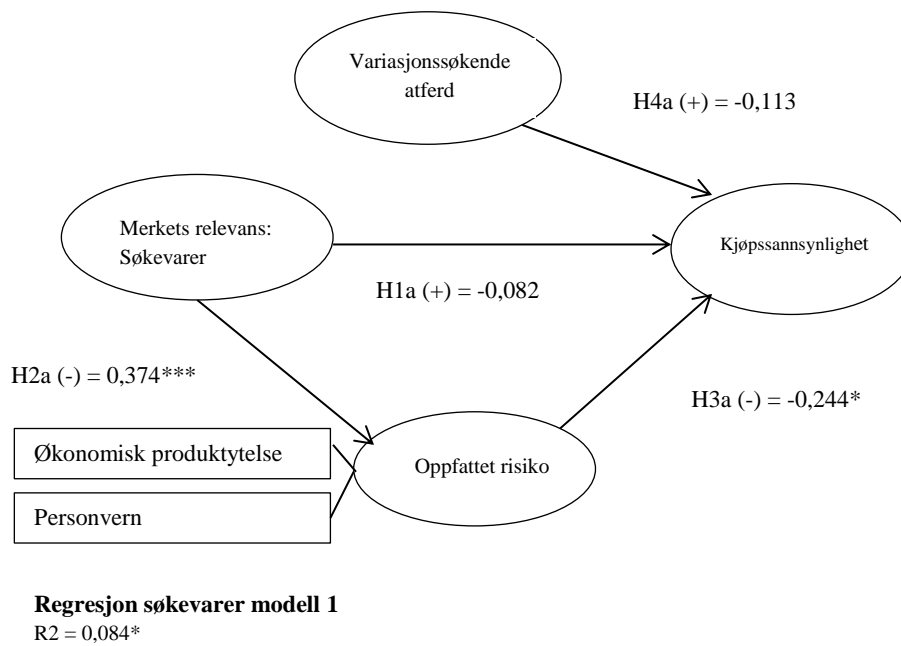 Variasjonssøkende
atferd
H4a (+) = -0,113
Merkets relevans:
Søkevarer
Kjøpssannsynlighet
H1a (+) = -0,082
H2a (-) = 0,374***
H3a (-) = -0,244*
Økonomisk produktytelse
Oppfattet risiko
Personvern
Regresjon søkevarer modell 1
R2 = 0,084*